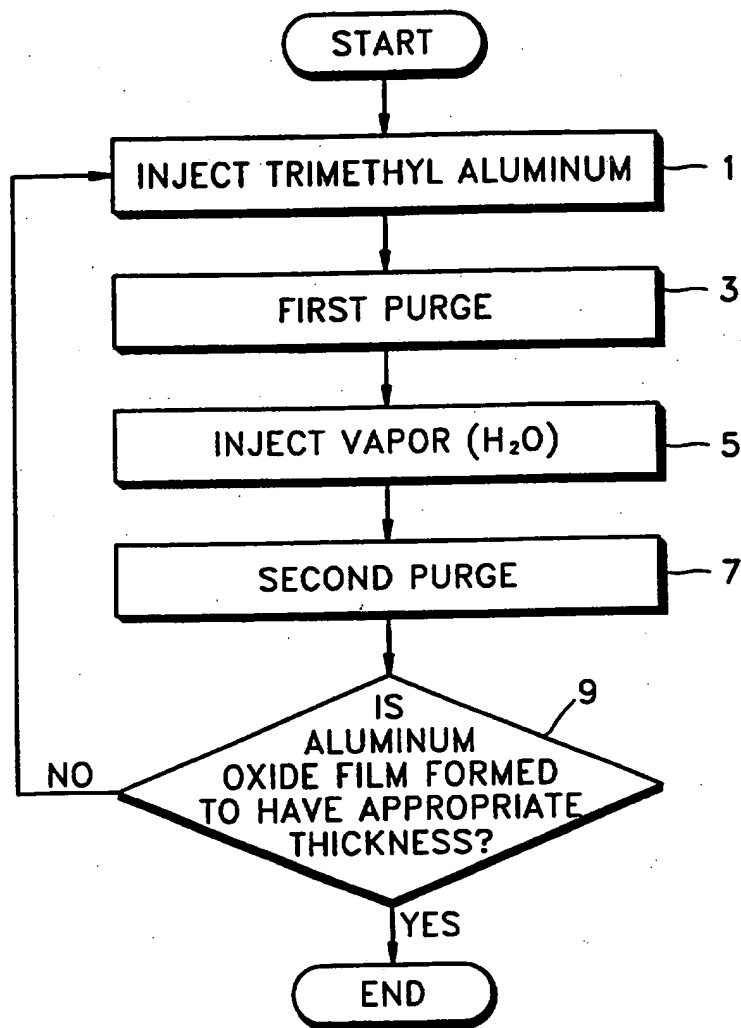 START
INJECT TRIMETHYL ALUMINUM
1
FIRST PURGE
3
INJECT VAPOR (H₂O)
5
SECOND PURGE
7
9
IS
ALUMINUM
OXIDE FILM FORMED
TO HAVE APPROPRIATE
THICKNESS?
NO
YES
END